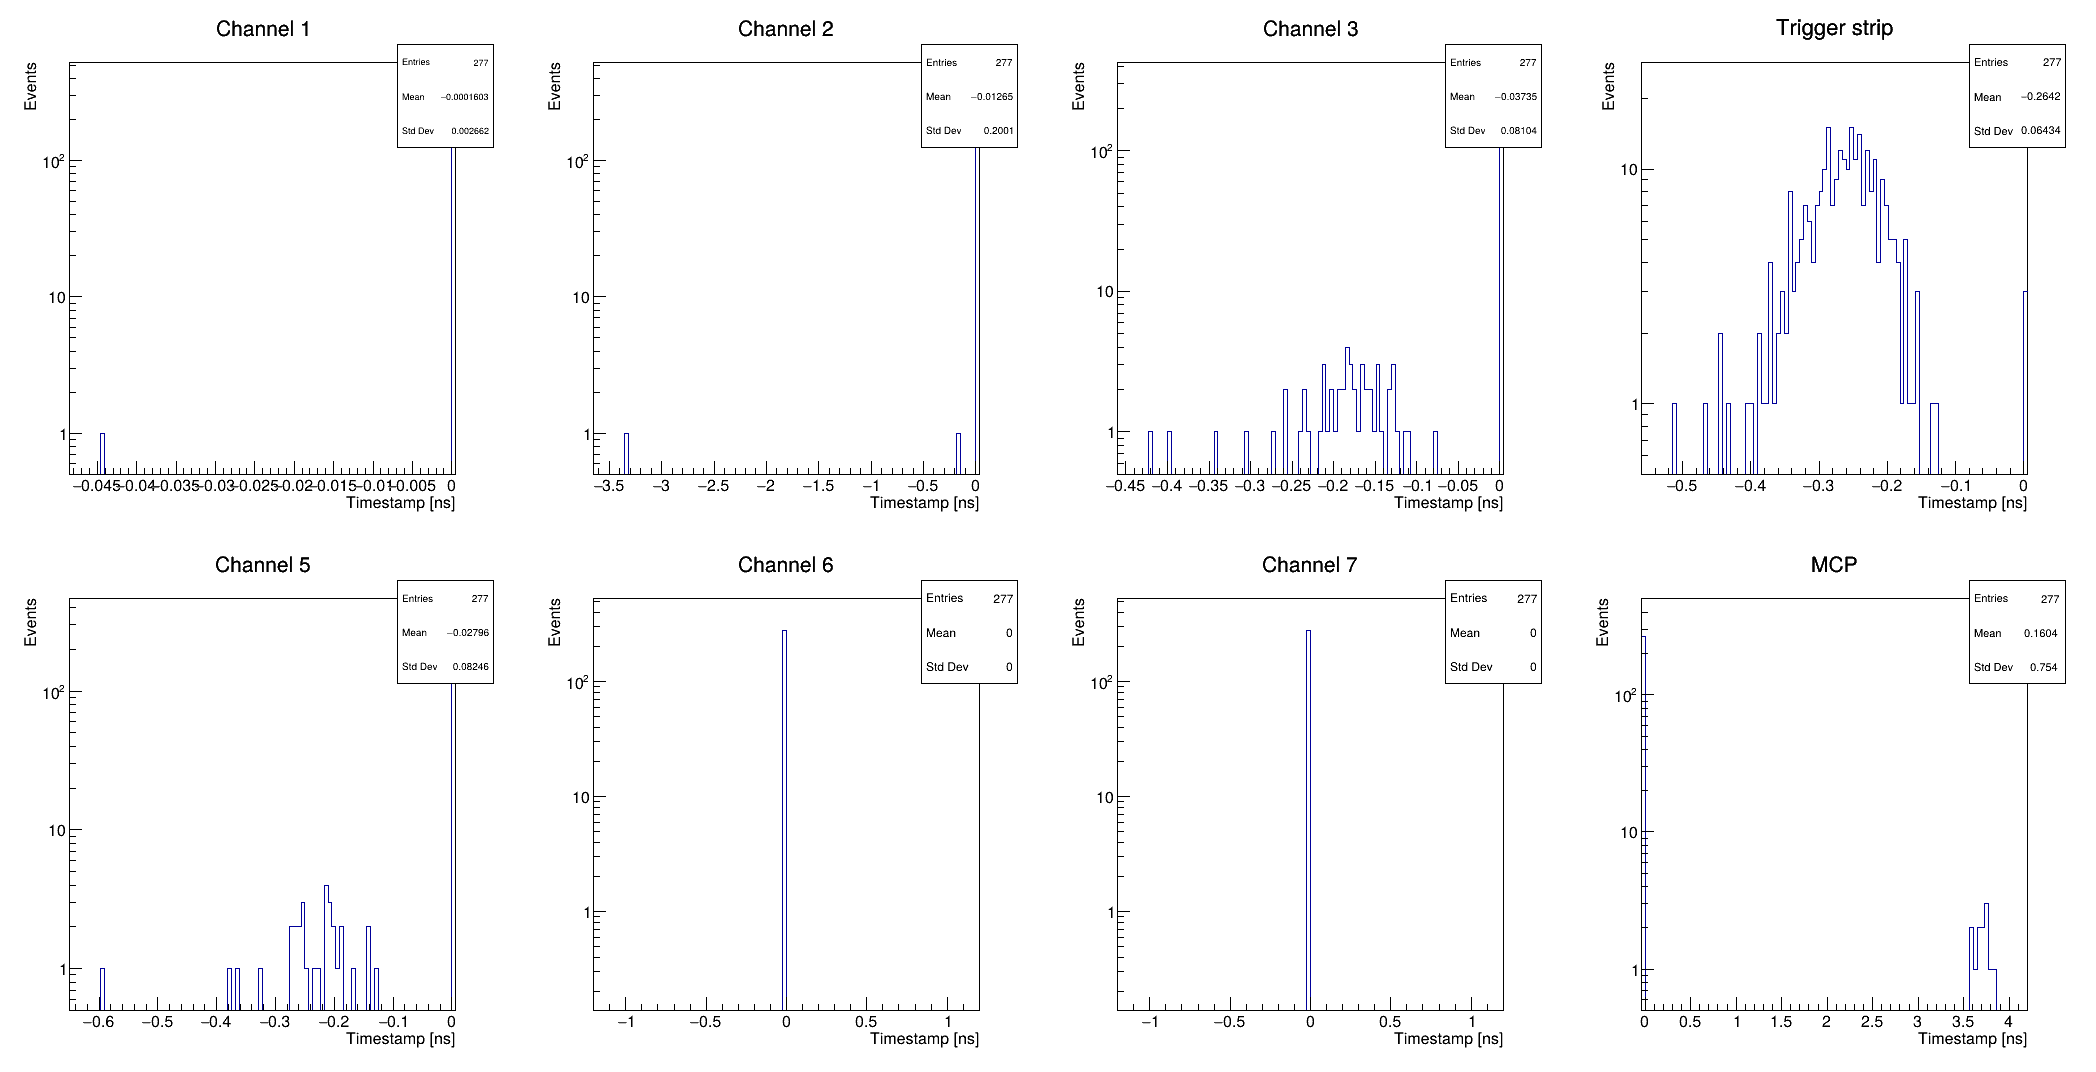 Channel 1
Entries 277
Mean −0.0001603
Std Dev 0.002662
Events
10²
10
1
−0.045 −0.04 −0.035 −0.03 −0.025 −0.02 −0.015 −0.01 −0.005 0
Timestamp [ns]
Channel 2
Entries 277
Mean −0.01265
Std Dev 0.2001
Events
10²
10
1
−3.5 −3 −2.5 −2 −1.5 −1 −0.5 0
Timestamp [ns]
Channel 3
Entries 277
Mean −0.03735
Std Dev 0.08104
Events
10²
10
1
−0.45 −0.4 −0.35 −0.3 −0.25 −0.2 −0.15 −0.1 −0.05 0
Timestamp [ns]
Trigger strip
Entries 277
Mean −0.2642
Std Dev 0.06434
Events
10
1
−0.5 −0.4 −0.3 −0.2 −0.1 0
Timestamp [ns]
Channel 5
Entries 277
Mean −0.02796
Std Dev 0.08246
Events
10²
10
1
−0.6 −0.5 −0.4 −0.3 −0.2 −0.1 0
Timestamp [ns]
Channel 6
Entries 277
Mean 0
Std Dev 0
Events
10²
10
1
−1 −0.5 0 0.5 1
Timestamp [ns]
Channel 7
Entries 277
Mean 0
Std Dev 0
Events
10²
10
1
−1 −0.5 0 0.5 1
Timestamp [ns]
MCP
Entries 277
Mean 0.1604
Std Dev 0.754
Events
10²
10
1
0 0.5 1 1.5 2 2.5 3 3.5 4
Timestamp [ns]